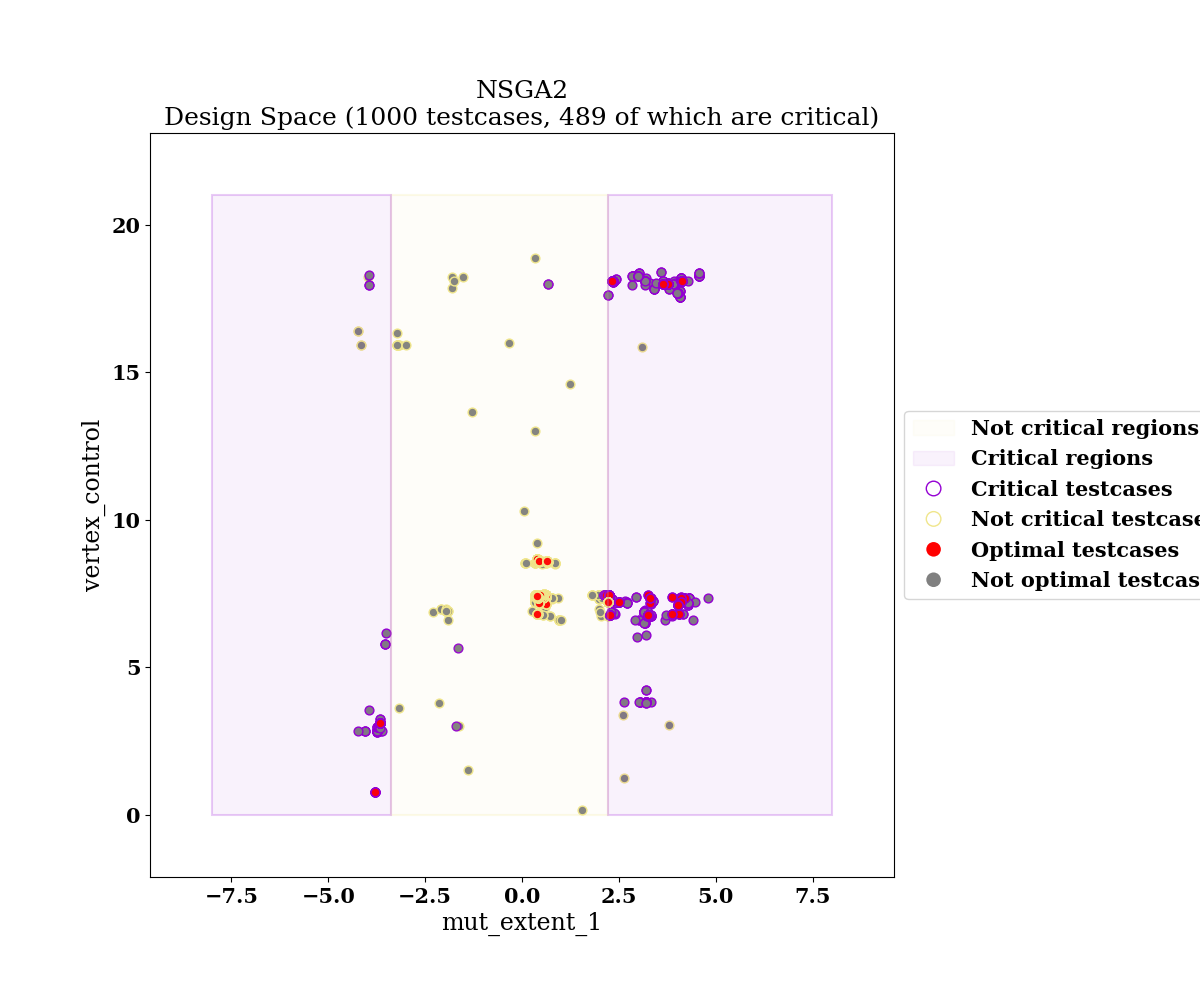 NSGA2
Design Space (1000 testcases, 489 of which are critical)
20
15
10
5
0
vertex_control
−7.5 −5.0 −2.5 0.0 2.5 5.0 7.5
mut_extent_1
Not critical regions
Critical regions
Critical testcases
Not critical testcase
Optimal testcases
Not optimal testcas